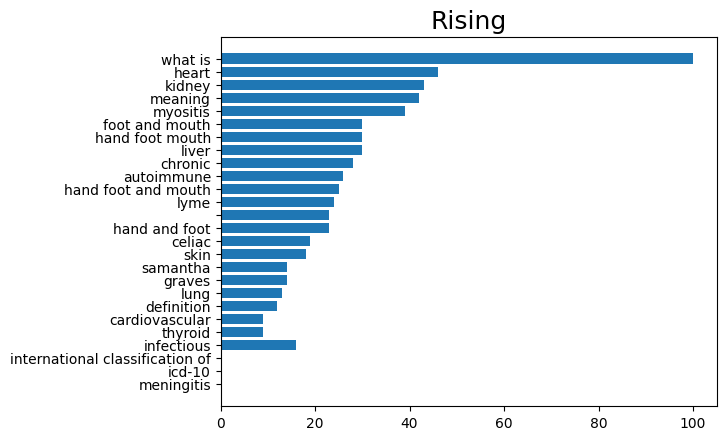 Rising
what is
heart
kidney
meaning
myositis
foot and mouth
hand foot mouth
liver
chronic
autoimmune
hand foot and mouth
lyme
hand and foot
celiac
skin
samantha
graves
lung
definition
cardiovascular
thyroid
infectious
international classification of
icd-10
meningitis
0 20 40 60 80 100